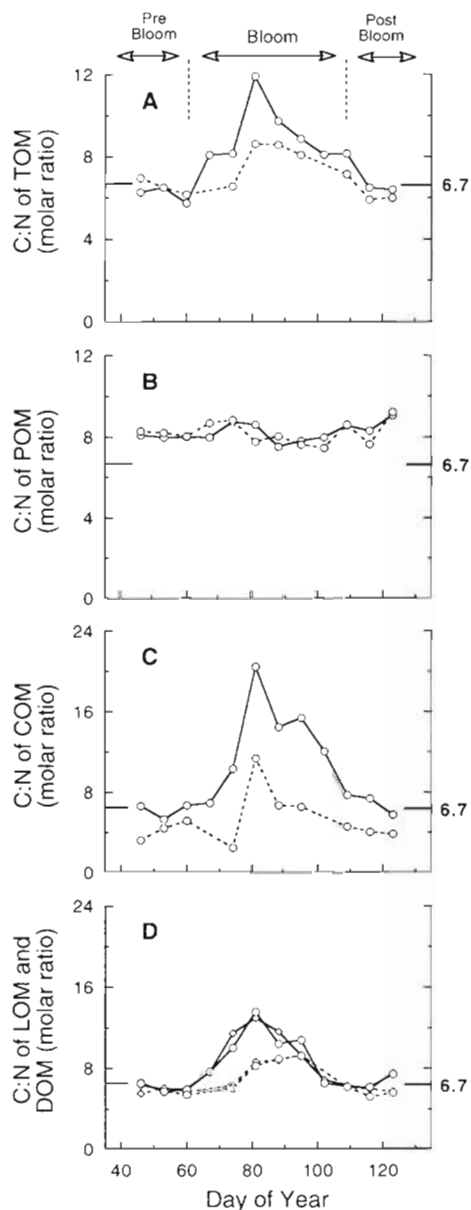 Pre Bloom
Bloom
Post Bloom
A
C:N of TOM (molar ratio)
12
8
4
0
6.7
B
C:N of POM (molar ratio)
12
8
4
0
6.7
C
C:N of COM (molar ratio)
24
16
8
0
6.7
D
C:N of LOM and DOM (molar ratio)
24
16
8
0
6.7
40 60 80 100 120
Day of Year